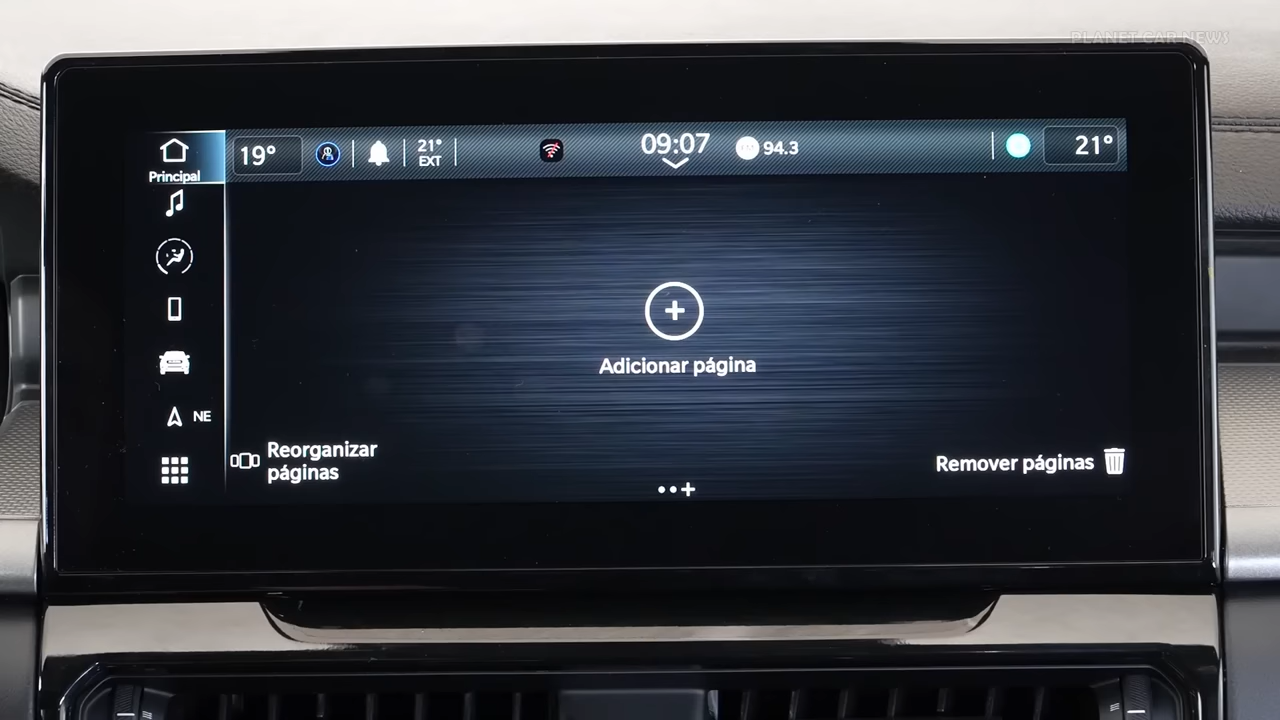 PLANET CAR NEWS
Principal
19°
21°
EXT
09:07
94.3
21°
Adicionar página
NE
Reorganizar
páginas
Remover páginas